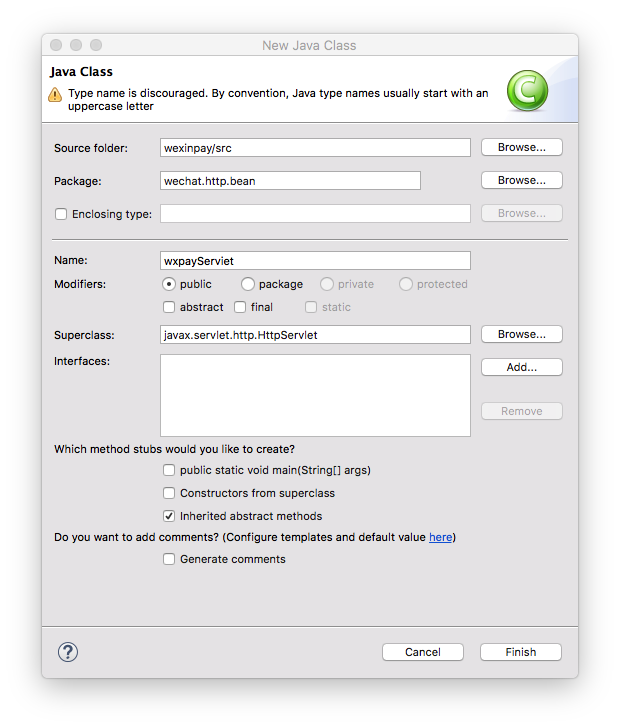 New Java Class
Java Class
Type name is discouraged. By convention, Java type names usually start with an
uppercase letter
Source folder: wexinpay/src Browse...
Package: wechat.http.bean Browse...
Enclosing type: Browse...
Name: wxpayServiet
Modifiers: public package private protected
abstract final static
Superclass: javax.servlet.http.HttpServlet Browse...
Interfaces: Add...
Remove
Which method stubs would you like to create?
public static void main(String[] args)
Constructors from superclass
Inherited abstract methods
Do you want to add comments? (Configure templates and default value here)
Generate comments
? Cancel Finish